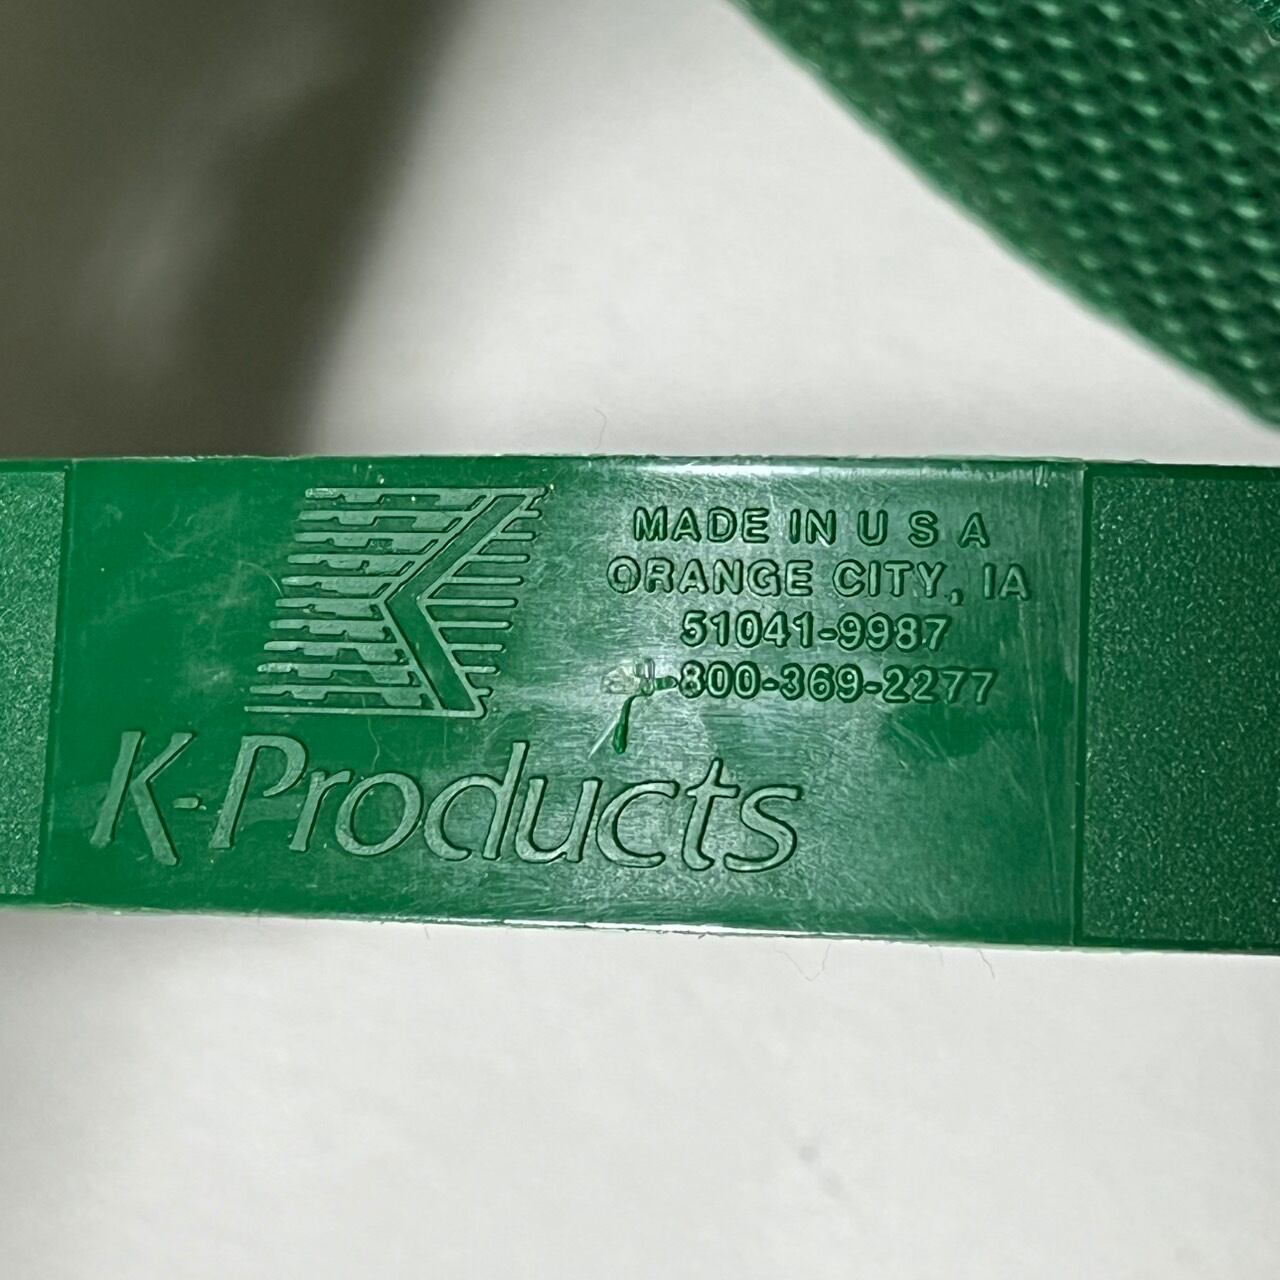 MADE IN U S A
ORANGE CITY, IA
51041-9987
-800-369-2277
K-Products